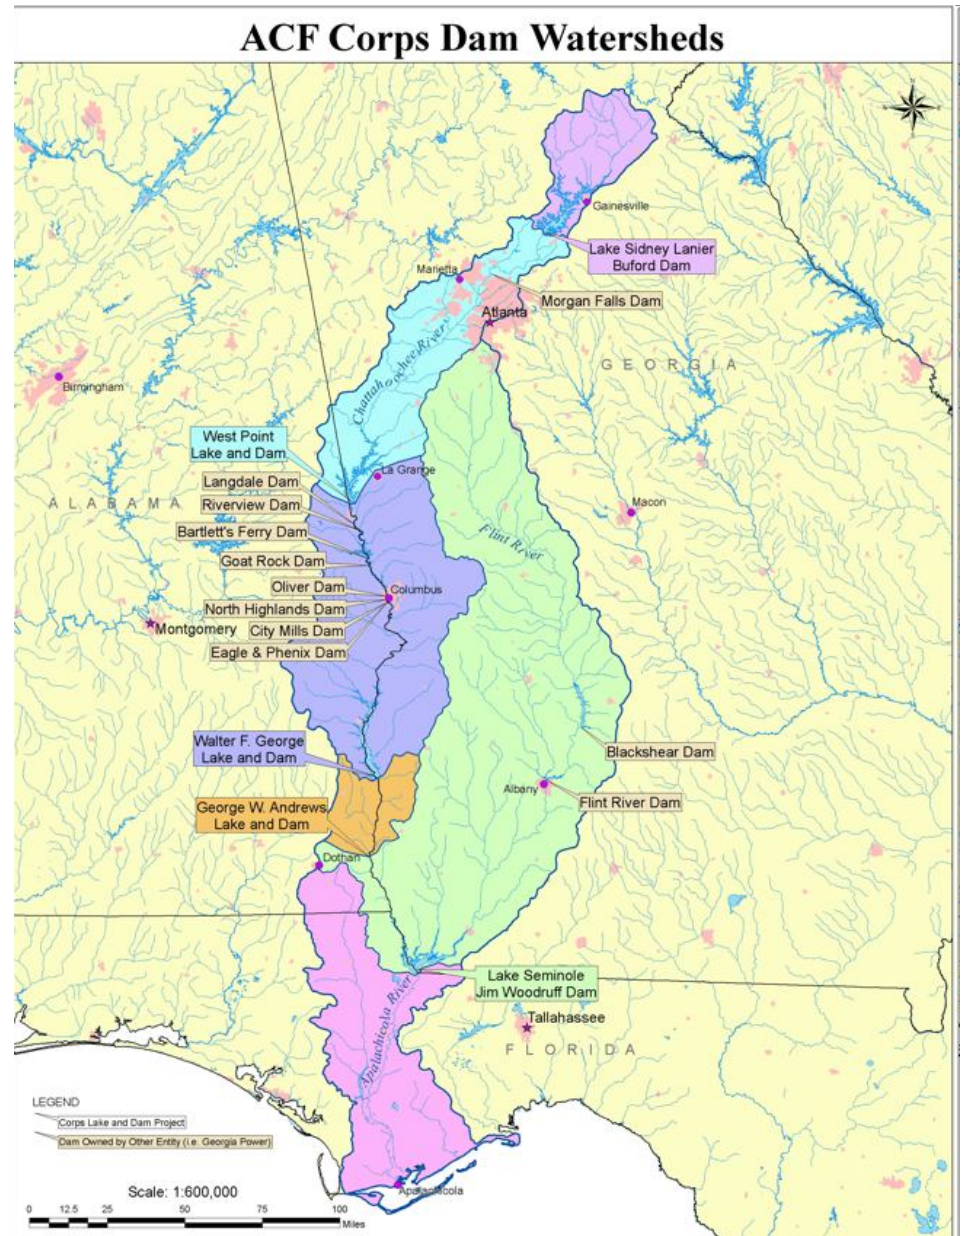 ACF Corps Dam Watersheds
N
Gainesville
Lake Sidney Lanier
Buford Dam
Marietta
Morgan Falls Dam
Atlanta
Chattahoochee River
GEORGIA
Birmingham
West Point
Lake and Dam
La Grange
Langdale Dam
ALABAMA
Riverview Dam
Macon
Bartlett's Ferry Dam
Flint River
Goat Rock Dam
Oliver Dam
Columbus
North Highlands Dam
City Mills Dam
Montgomery
Eagle & Phenix Dam
Walter F. George
Lake and Dam
Blackshear Dam
Albany
Flint River Dam
George W. Andrews
Lake and Dam
Dothan
Lake Seminole
Jim Woodruff Dam
Apalachicola River
Tallahassee
FLORIDA
LEGEND
Corps Lake and Dam Project
Dam Owned by Other Entity (i.e. Georgia Power)
Scale: 1:600,000
Apalachicola
0 12.5 25 50 75 100
Miles